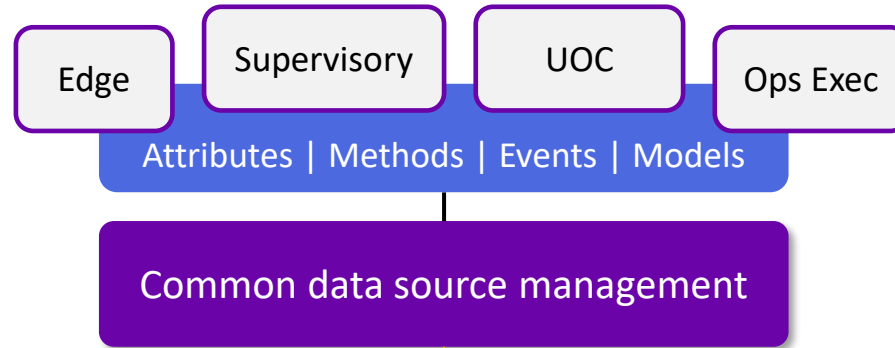 Edge
Supervisory
UOC
Ops Exec
Attributes | Methods | Events | Models
Common data source management